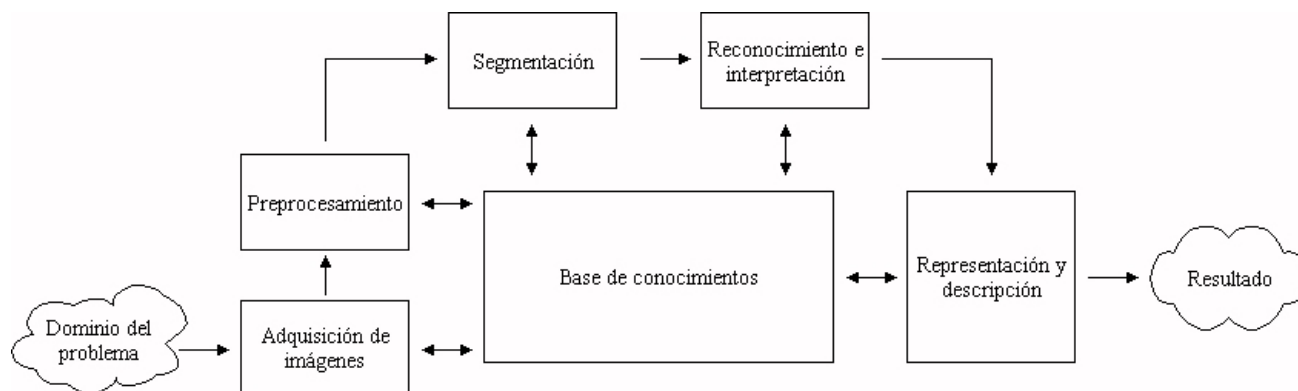 Segmentación
Reconocimiento e
interpretación
Preprocesamiento
Base de conocimientos
Representación y
descripción
Resultado
Dominio del
problema
Adquisición de
imágenes